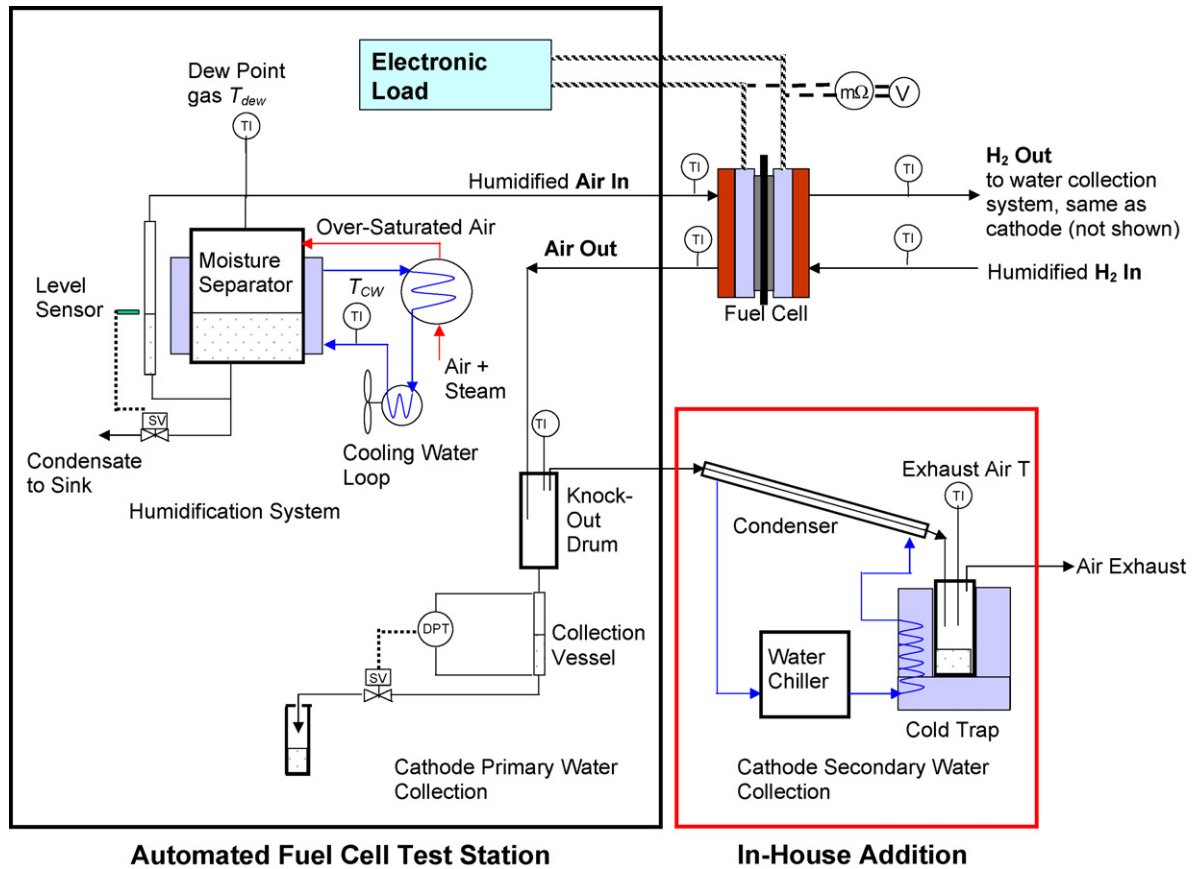 Electronic
Load
Dew Point
gas Tdew
TI
mΩ
V
Humidified Air In
TI
TI
H2 Out
to water collection
system, same as
cathode (not shown)
Over-Saturated Air
Moisture
Separator
Level
Sensor
TCW
TI
Air Out
TI
TI
Humidified H2 In
Fuel Cell
Air +
Steam
SV
Condensate
to Sink
Cooling Water
Loop
Humidification System
TI
Knock-
Out
Drum
Exhaust Air T
TI
Condenser
Air Exhaust
DPT
Collection
Vessel
SV
Water
Chiller
Cold Trap
Cathode Primary Water
Collection
Cathode Secondary Water
Collection
Automated Fuel Cell Test Station
In-House Addition